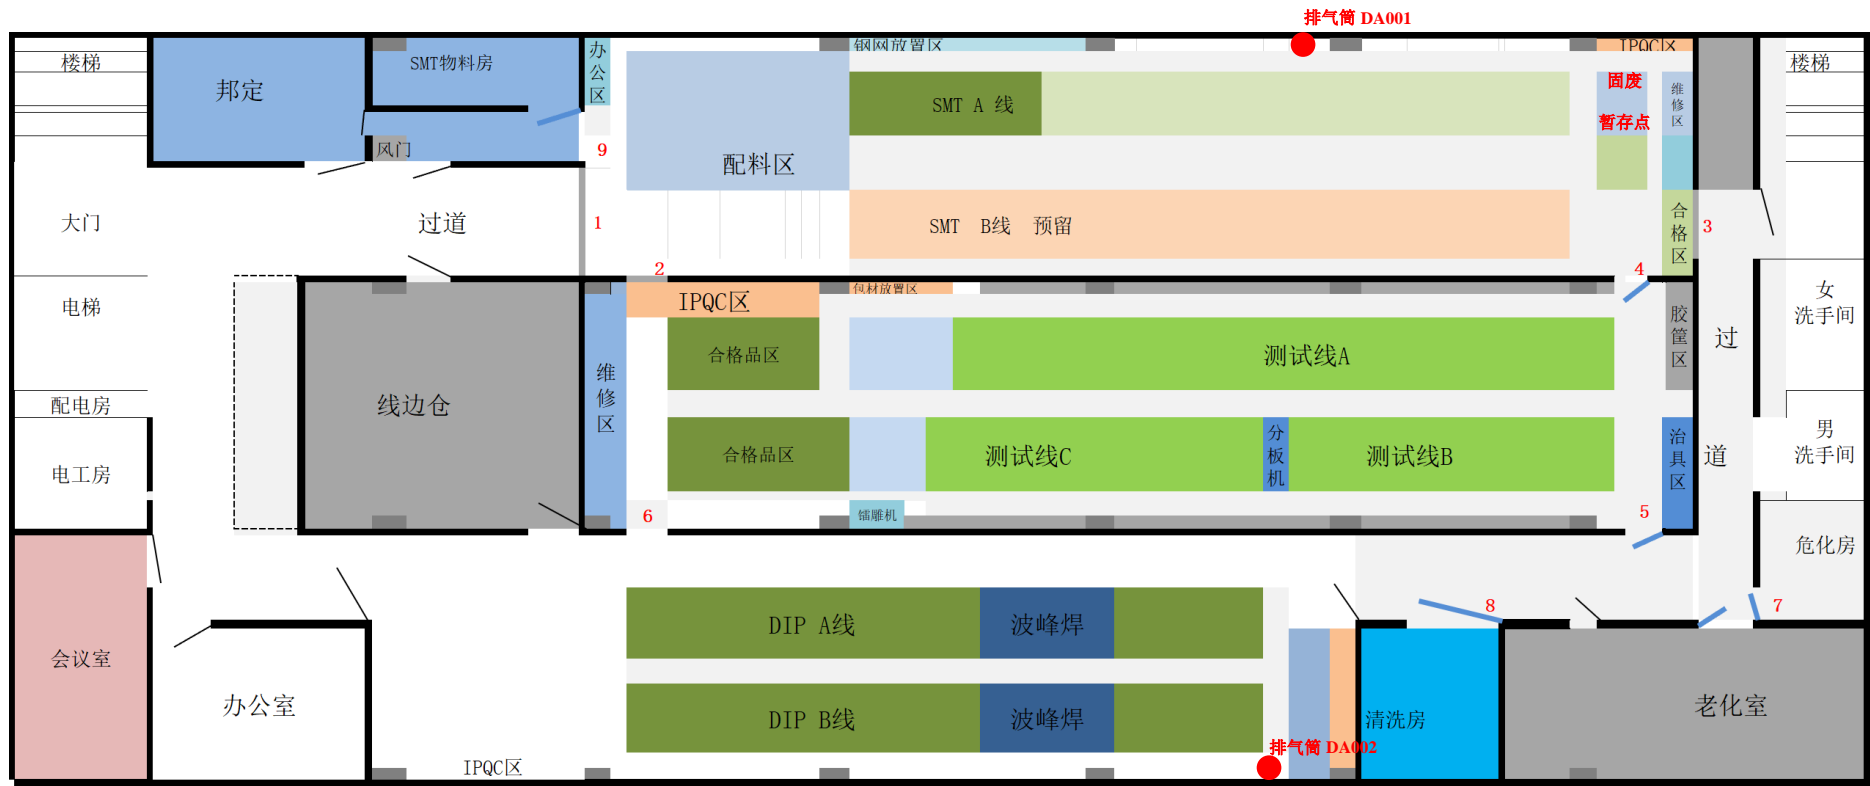 排气筒 DA001
楼梯
邦定
SMT物料房
办公区
钢网放置区
IPQC区
楼梯
SMT A 线
固废
暂存点
维修区
风门
9
配料区
大门
过道
1
SMT B线 预留
合格区
3
2
4
电梯
IPQC区
包材放置区
胶筐区
过道
女
洗手间
合格品区
测试线A
维修区
线边仓
配电房
电工房
合格品区
测试线C
分板机
测试线B
治具区
男
洗手间
6
镭雕机
5
危化房
8
7
DIP A线
波峰焊
会议室
办公室
DIP B线
波峰焊
清洗房
老化室
排气筒 DA002
IPQC区